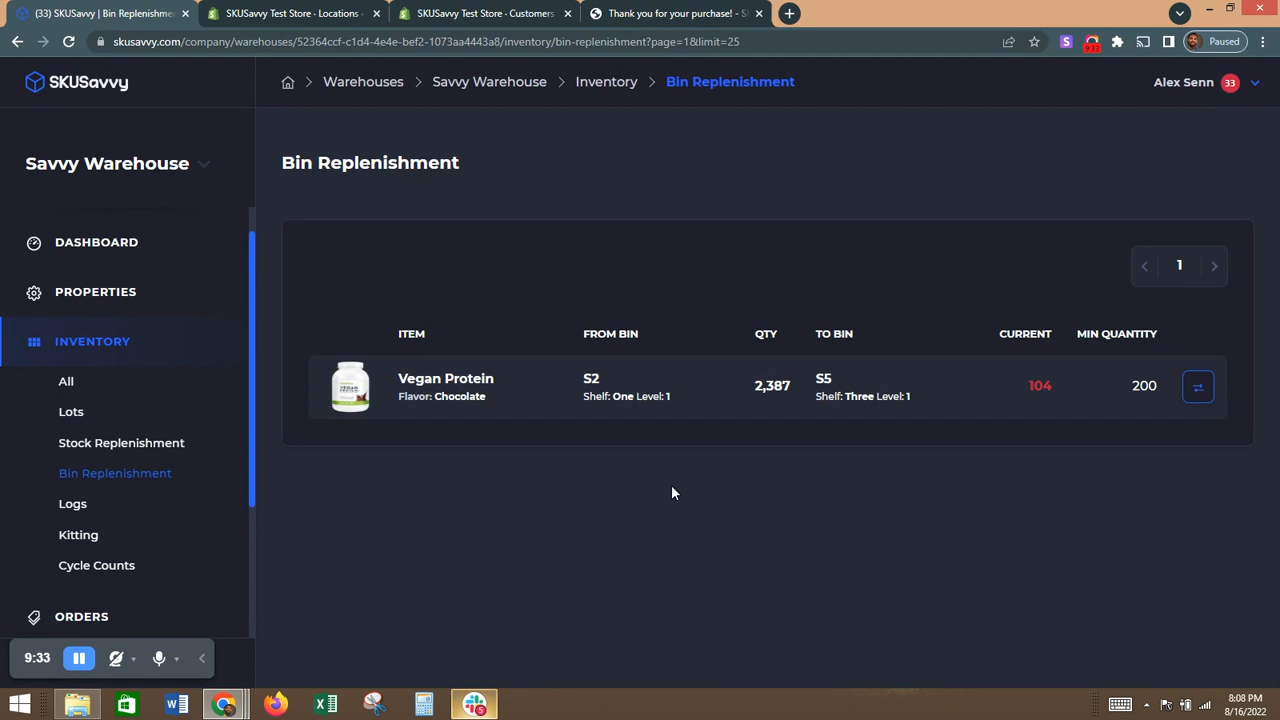 (33) SKUSavvy | Bin Replenishmen
SKUSavvy Test Store · Locations ·
SKUSavvy Test Store · Customers
Thank you for your purchase! - S
skusavvy.com/company/warehouses/52364ccf-c1d4-4e4e-bef2-1073aa4443a8/inventory/bin-replenishment?page=1&limit=25
S
9:33
Paused
SKUSavvy
Warehouses
Savvy Warehouse
Inventory
Bin Replenishment
Alex Senn 33
Savvy Warehouse
DASHBOARD
PROPERTIES
INVENTORY
All
Lots
Stock Replenishment
Bin Replenishment
Logs
Kitting
Cycle Counts
ORDERS
Bin Replenishment
1
ITEM FROM BIN QTY TO BIN CURRENT MIN QUANTITY
Vegan Protein S2 2,387 S5 104 200
Flavor: Chocolate Shelf: One Level: 1 Shelf: Three Level: 1
9:33
8:08 PM
8/16/2022